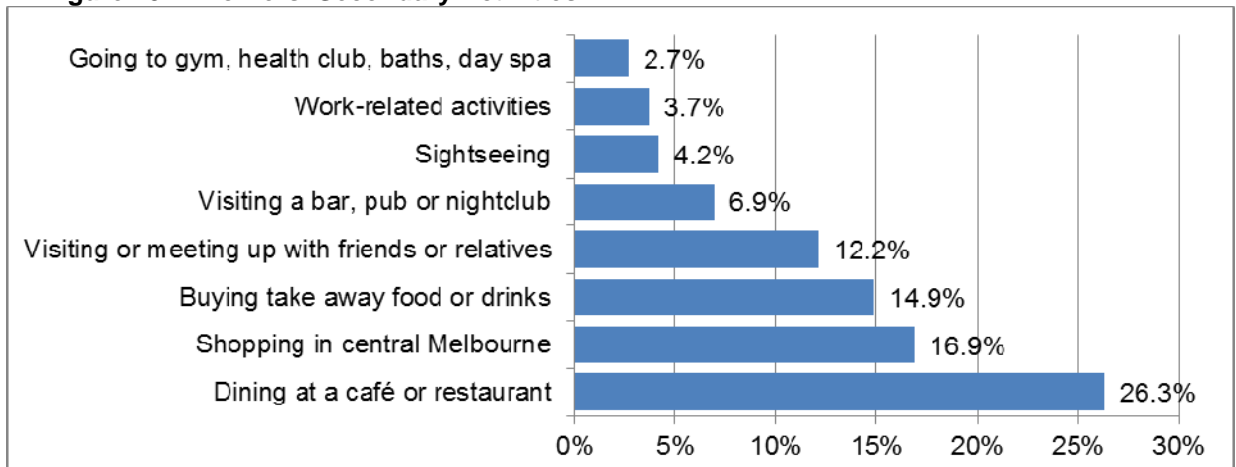 Going to gym, health club, baths, day spa 2.7%
Work-related activities 3.7%
Sightseeing 4.2%
Visiting a bar, pub or nightclub 6.9%
Visiting or meeting up with friends or relatives 12.2%
Buying take away food or drinks 14.9%
Shopping in central Melbourne 16.9%
Dining at a café or restaurant 26.3%
0% 5% 10% 15% 20% 25% 30%